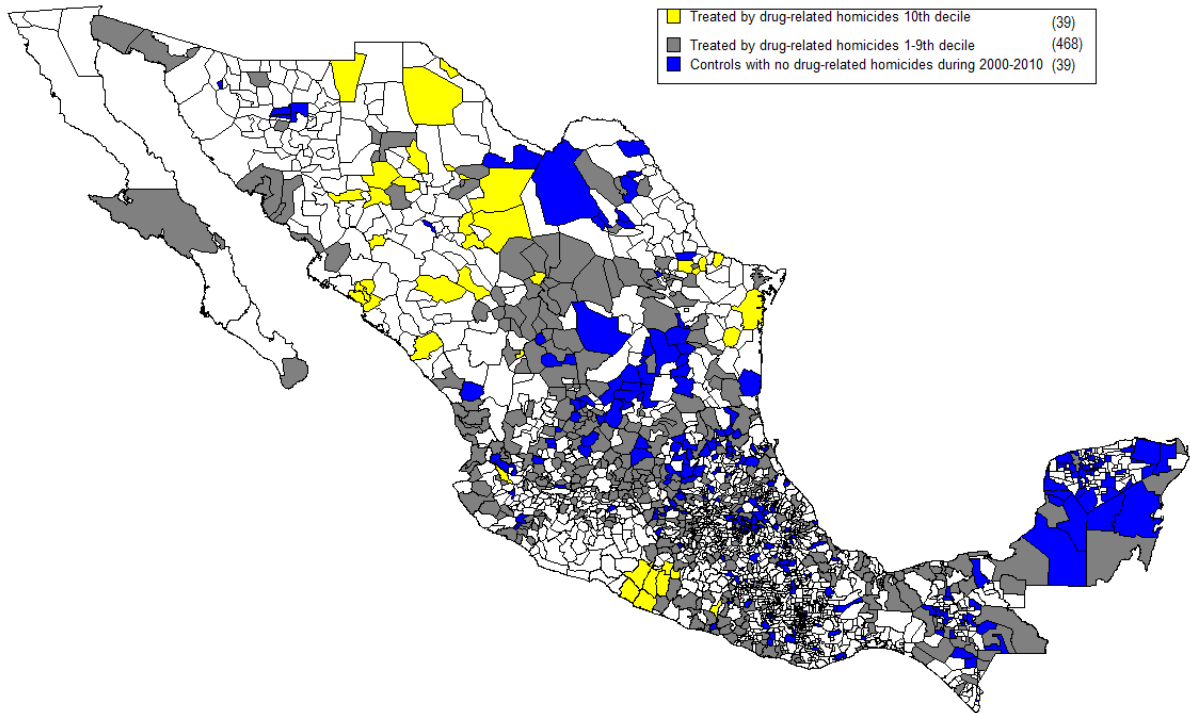 Treated by drug-related homicides 10th decile (39)
Treated by drug-related homicides 1-9th decile (468)
Controls with no drug-related homicides during 2000-2010 (39)